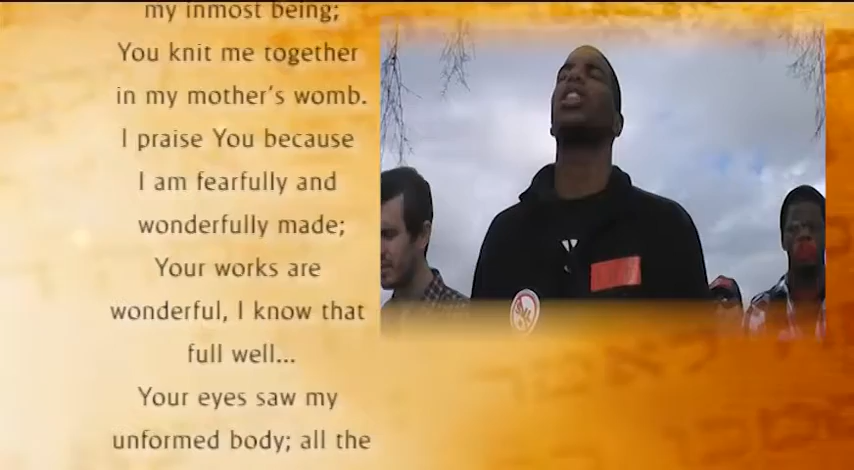 my inmost being;
You knit me together
in my mother's womb.
I praise You because
I am fearfully and
wonderfully made;
Your works are
wonderful, I know that
full well...
Your eyes saw my
unformed body; all the